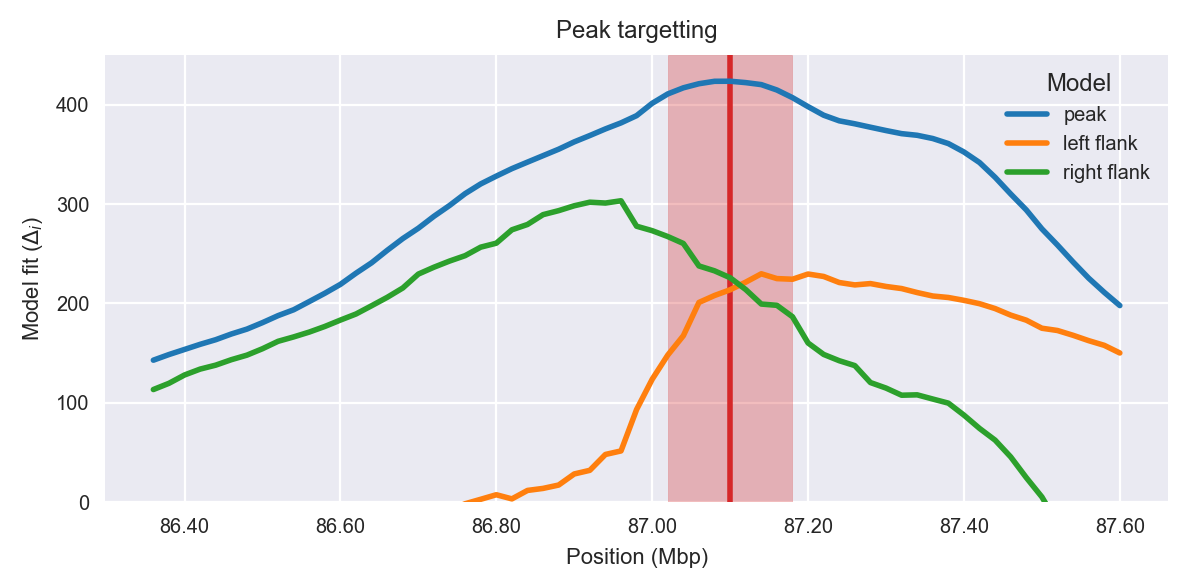 Peak targetting
Model
peak
left flank
right flank
Model fit (Δi)
400
300
200
100
0
86.40 86.60 86.80 87.00 87.20 87.40 87.60
Position (Mbp)